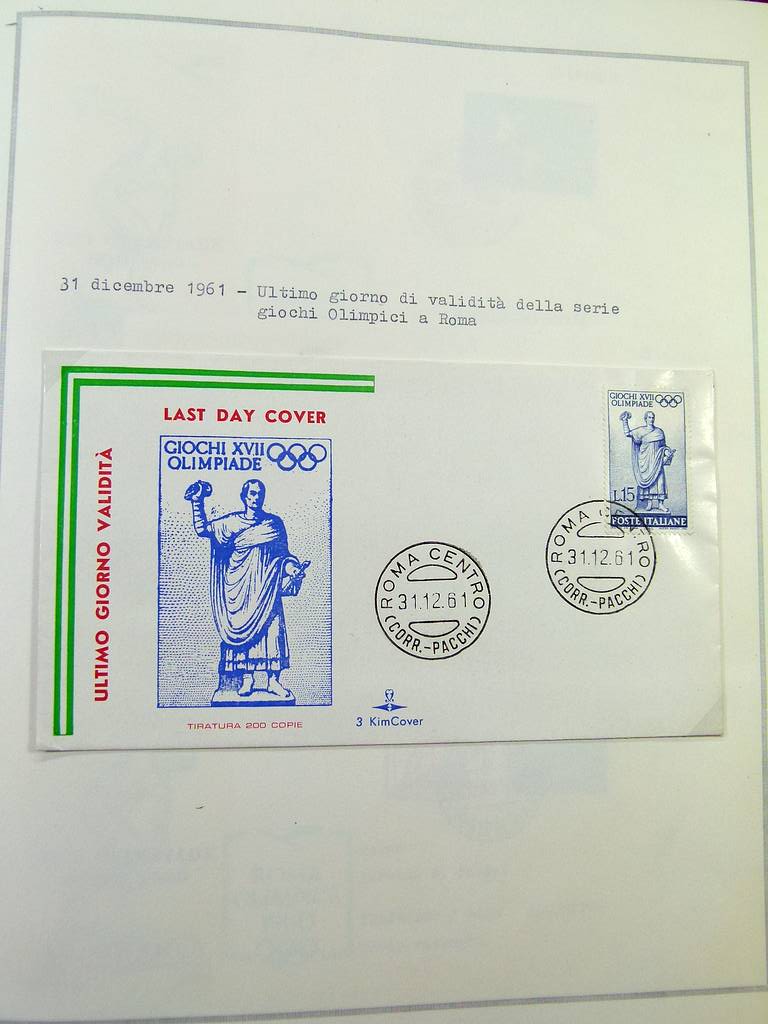 31 dicembre 1961 - Ultimo giorno di validità della serie
giochi Olimpici a Roma
LAST DAY COVER
ULTIMO GIORNO VALIDITÀ
GIOCHI XVII
OLIMPIADE
TIRATURA 200 COPIE
3 KimCover
ROMA CENTRO
31.12.61
(CORR.-PACCHI)
GIOCHI XVII
OLIMPIADE
L.15
POSTE ITALIANE
ROMA CENTRO
31.12.61
(CORR.-PACCHI)